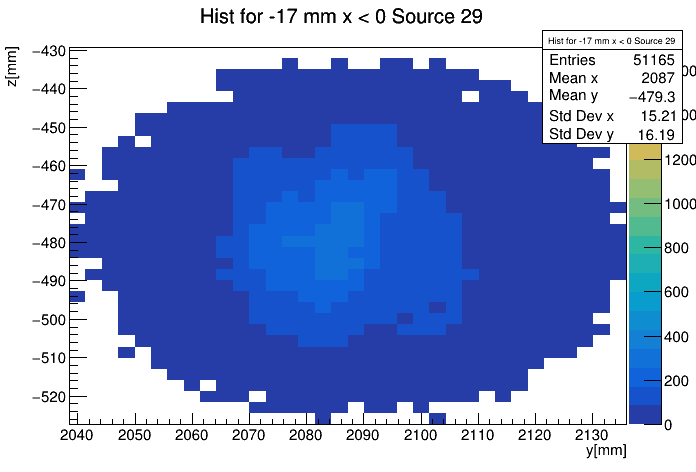 Hist for -17 mm x < 0 Source 29
Hist for -17 mm x < 0 Source 29
Entries 51165
Mean x 2087
Mean y −479.3
Std Dev x 15.21
Std Dev y 16.19
z[mm]
−430
−440
−450
−460
−470
−480
−490
−500
−510
−520
2040 2050 2060 2070 2080 2090 2100 2110 2120 2130
y[mm]
1200
1000
800
600
400
200
0